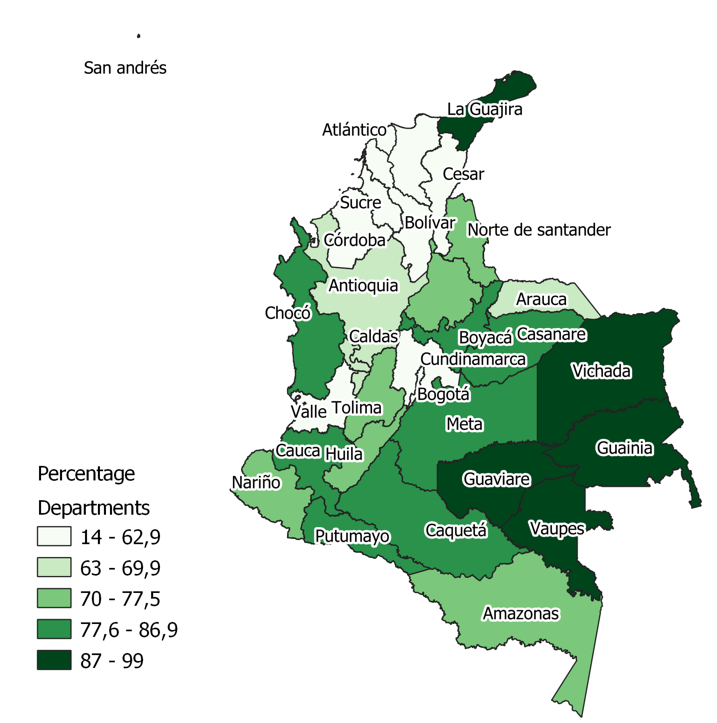 San andrés
La Guajira
Atlántico
Cesar
Sucre
Bolívar
Norte de santander
Córdoba
Antioquia
Arauca
Chocó
Caldas
Boyacá
Casanare
Cundinamarca
Vichada
Bogotá
Valle
Tolima
Meta
Guainia
Cauca
Huila
Nariño
Guaviare
Vaupes
Putumayo
Caquetá
Amazonas
Percentage
Departments
14 - 62,9
63 - 69,9
70 - 77,5
77,6 - 86,9
87 - 99